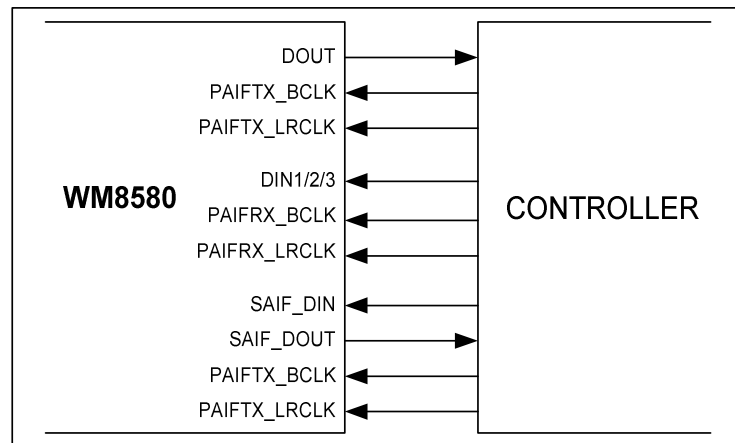 DOUT
PAIFTX_BCLK
PAIFTX_LRCLK
DIN1/2/3
WM8580
PAIFRX_BCLK
CONTROLLER
PAIFRX_LRCLK
SAIF_DIN
SAIF_DOUT
PAIFTX_BCLK
PAIFTX_LRCLK